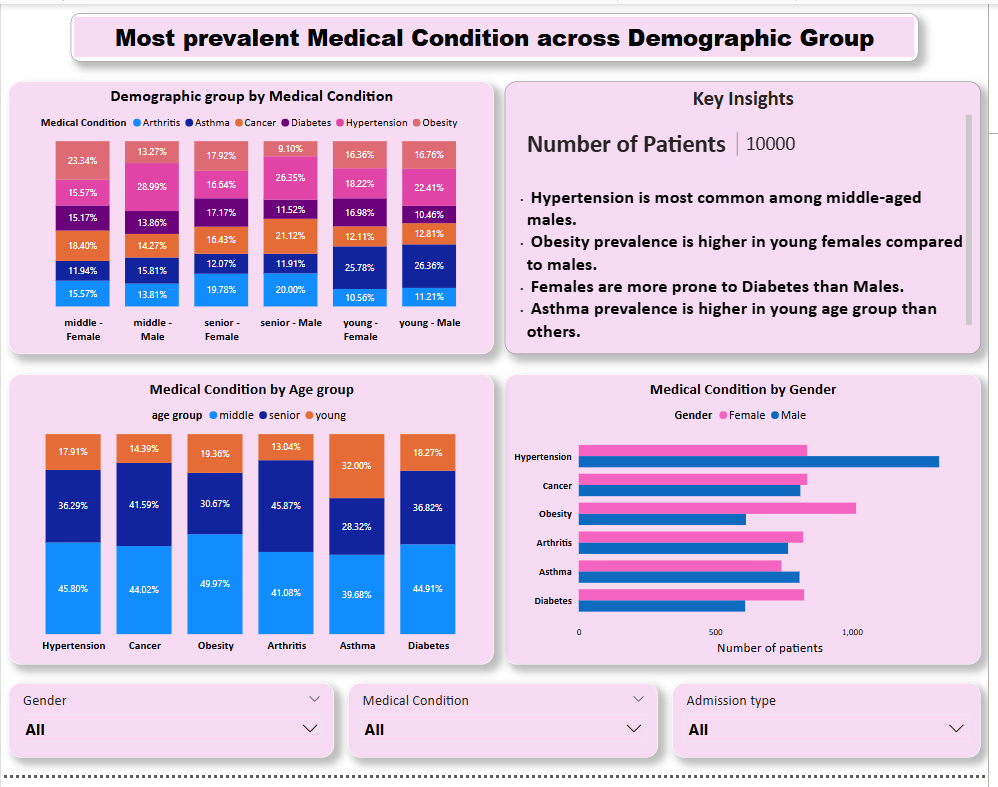 Most prevalent Medical Condition across Demographic Group
Demographic group by Medical Condition
Medical Condition Arthritis Asthma Cancer Diabetes Hypertension Obesity
23.34% 13.27% 17.92% 9.10% 16.36% 16.76%
15.57% 28.99% 16.64% 26.35% 18.22% 22.41%
15.17% 13.86% 17.17% 11.52% 16.98% 10.46%
18.40% 14.27% 16.43% 21.12% 12.11% 12.81%
11.94% 15.81% 12.07% 11.91% 25.78% 26.36%
15.57% 13.81% 19.78% 20.00% 10.56% 11.21%
middle - middle - senior - senior - Male young - young - Male
Female Male Female Female
Key Insights
Number of Patients 10000
· Hypertension is most common among middle-aged
males.
· Obesity prevalence is higher in young females compared
to males.
· Females are more prone to Diabetes than Males.
· Asthma prevalence is higher in young age group than
others.
Medical Condition by Age group
age group middle senior young
17.91% 14.39% 19.36% 13.04% 32.00% 18.27%
36.29% 41.59% 30.67% 45.87% 28.32% 36.82%
45.80% 44.02% 49.97% 41.08% 39.68% 44.91%
Hypertension Cancer Obesity Arthritis Asthma Diabetes
Medical Condition by Gender
Gender Female Male
Hypertension
Cancer
Obesity
Arthritis
Asthma
Diabetes
0 500 1,000
Number of patients
Gender
All
Medical Condition
All
Admission type
All